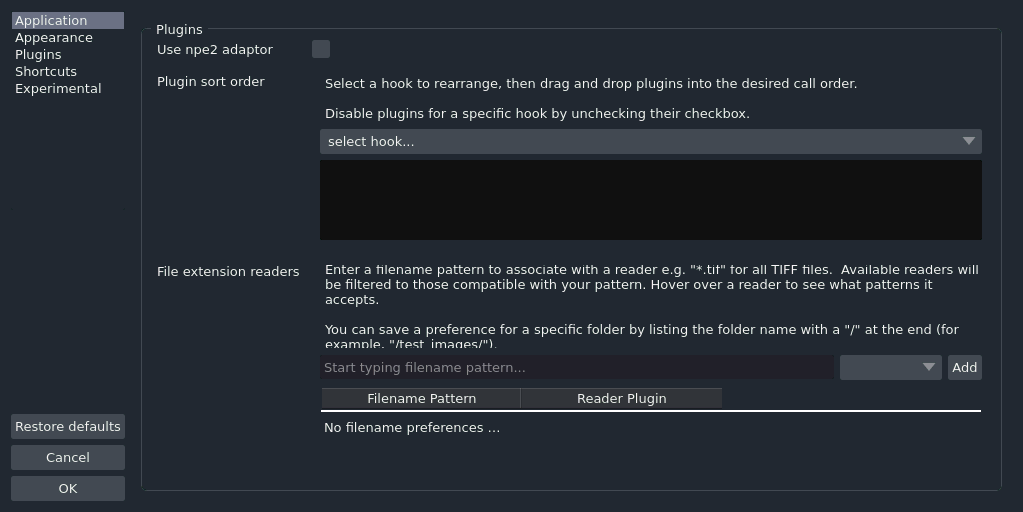 Application
Appearance
Plugins
Shortcuts
Experimental
Plugins
Use npe2 adaptor
Plugin sort order
Select a hook to rearrange, then drag and drop plugins into the desired call order.
Disable plugins for a specific hook by unchecking their checkbox.
select hook...
File extension readers
Enter a filename pattern to associate with a reader e.g. "*.tif" for all TIFF files.  Available readers will
be filtered to those compatible with your pattern. Hover over a reader to see what patterns it
accepts.
You can save a preference for a specific folder by listing the folder name with a "/" at the end (for
example, "/test_images/").
Start typing filename pattern...
Add
Filename Pattern
Reader Plugin
No filename preferences ...
Restore defaults
Cancel
OK